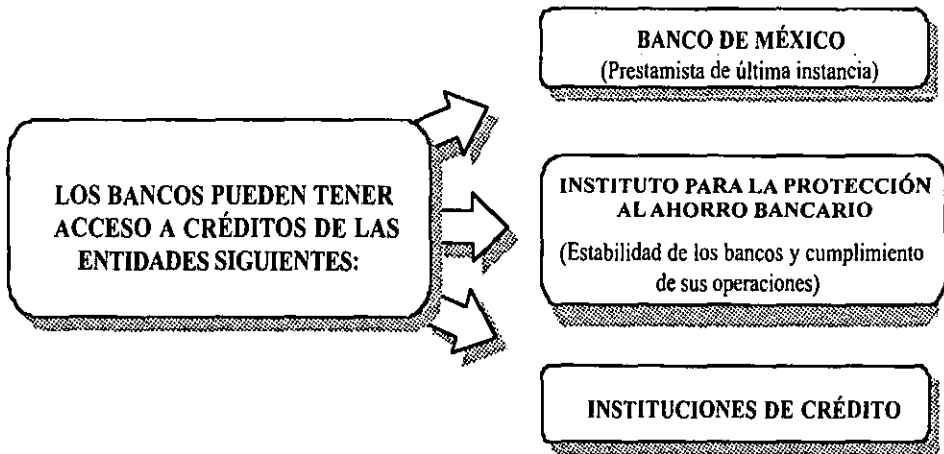 LOS BANCOS PUEDEN TENER
ACCESO A CRÉDITOS DE LAS
ENTIDADES SIGUIENTES:
BANCO DE MÉXICO
(Prestamista de última instancia)
INSTITUTO PARA LA PROTECCIÓN
AL AHORRO BANCARIO
(Estabilidad de los bancos y cumplimiento
de sus operaciones)
INSTITUCIONES DE CRÉDITO